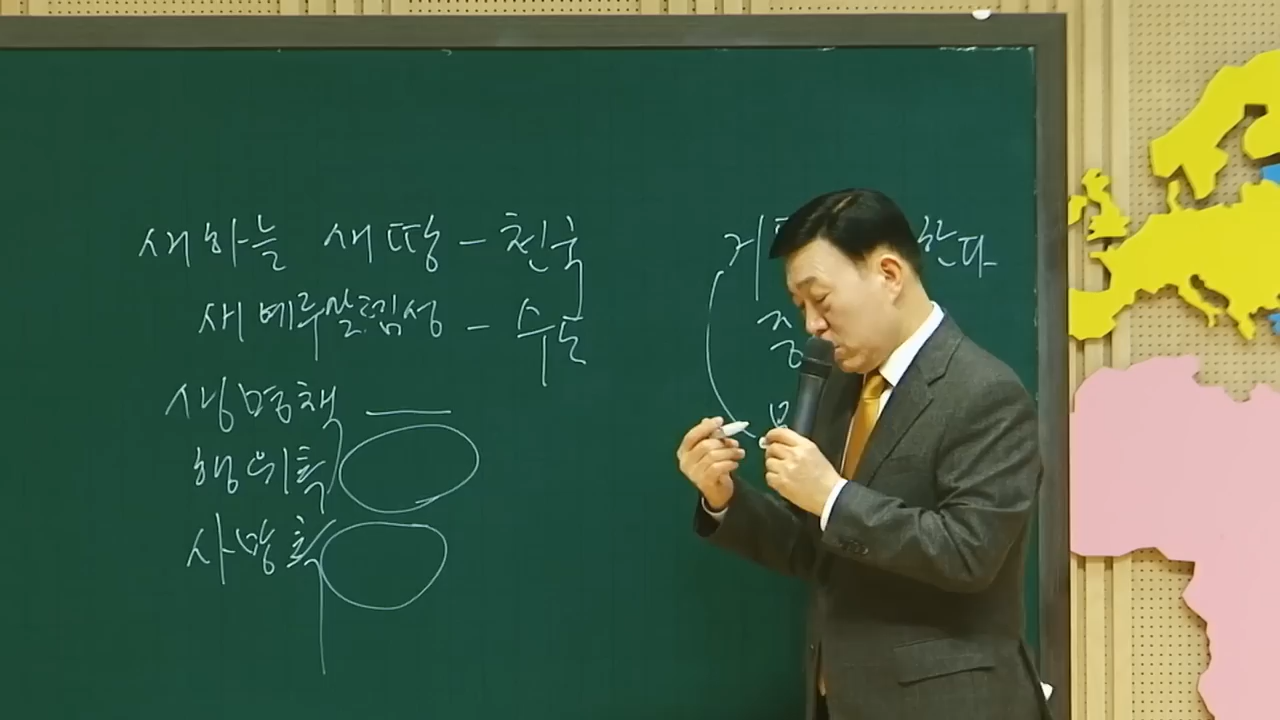 새하늘 새땅 - 천국
새예루살렘성 - 수도
생명책
행위책
사망책
한다